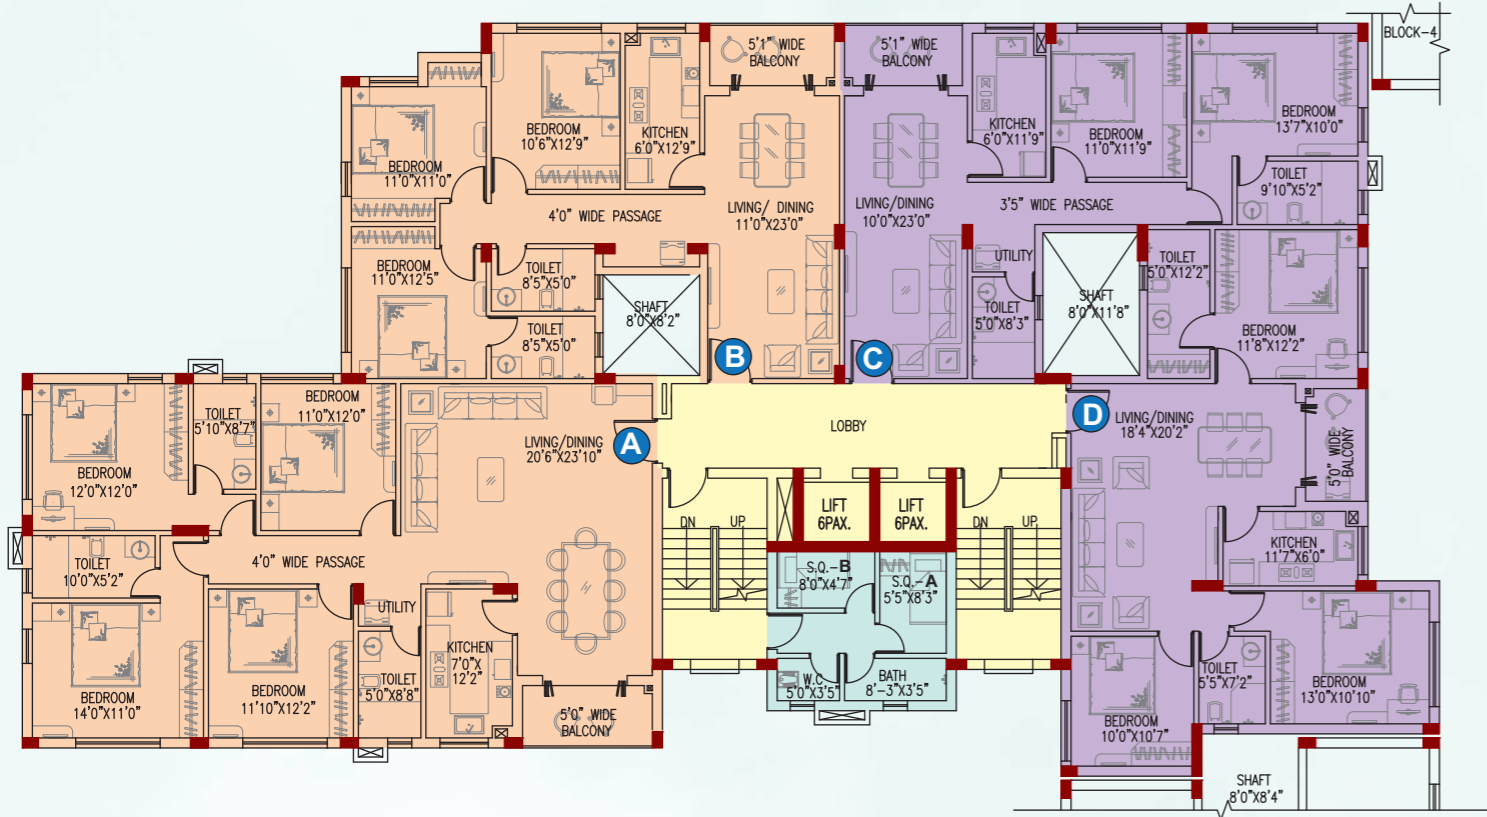 BLOCK-4
5'1" WIDE
BALCONY
5'1" WIDE
BALCONY
BEDROOM
10'6"X12'9"
KITCHEN
6'0"X12'9"
KITCHEN
6'0"X11'9"
BEDROOM
11'0"X11'9"
BEDROOM
13'7"X10'0"
BEDROOM
11'0"X11'0"
TOILET
9'10"X5'2"
4'0" WIDE PASSAGE
LIVING/ DINING
11'0"X23'0"
LIVING/DINING
10'0"X23'0"
3'5" WIDE PASSAGE
BEDROOM
11'0"X12'5"
TOILET
8'5"X5'0"
UTILITY
TOILET
5'0"X12'2"
SHAFT
8'0"X8'2"
SHAFT
8'0"X11'8"
TOILET
5'0"X8'3"
TOILET
8'5"X5'0"
BEDROOM
11'8"X12'2"
B
C
BEDROOM
11'0"X12'0"
TOILET
5'10"X8'7"
LOBBY
D
LIVING/DINING
18'4"X20'2"
A
LIVING/DINING
20'6"X23'10"
5'0" WIDE
BALCONY
BEDROOM
12'0"X12'0"
LIFT
6PAX.
LIFT
6PAX.
DN
UP
DN
UP
KITCHEN
11'7"X6'0"
4'0" WIDE PASSAGE
TOILET
10'0"X5'2"
S.Q.-B
8'0"X4'7"
S.Q.-A
5'5"X8'3"
UTILITY
KITCHEN
7'0"X
12'2"
TOILET
5'0"X8'8"
BEDROOM
14'0"X11'0"
BEDROOM
11'10"X12'2"
W.C
5'0"X3'5"
BATH
8'-3"X3'5"
TOILET
5'5"X7'2"
BEDROOM
13'0"X10'10"
5'0" WIDE
BALCONY
BEDROOM
10'0"X10'7"
SHAFT
8'0"X8'4"